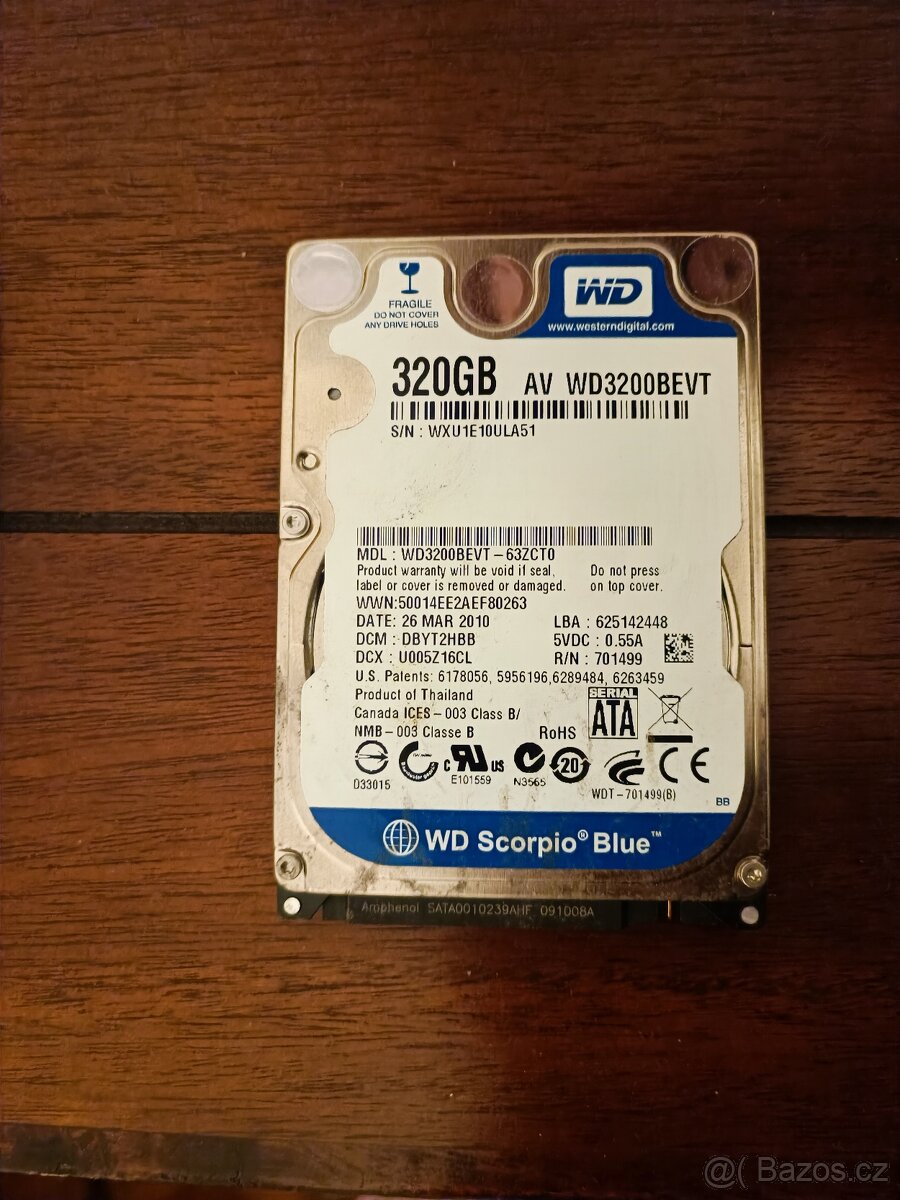 FRAGILE
DO NOT COVER
ANY DRIVE HOLES
WD
www.westerndigital.com
320GB AV WD3200BEVT
S/N : WXU1E10ULA51
MDL : WD3200BEVT-63ZCT0
Product warranty will be void if seal, Do not press
label or cover is removed or damaged. on top cover.
WWN:50014EE2AEF80263
DATE: 26 MAR 2010 LBA : 625142448
DCM : DBYT2HBB 5VDC : 0.55A
DCX : U005Z16CL R/N : 701499
U.S. Patents: 6178056, 5956196,6289484, 6263459
Product of Thailand
Canada ICES-003 Class B/
NMB-003 Classe B RoHS
SERIAL
ATA
D33015
c RU US
E101559
N3565
20
CE
WDT-701499(B)
BB
WD Scorpio® Blue™
Amphenol SATA0010239AHF 091008A
@( Bazos.cz